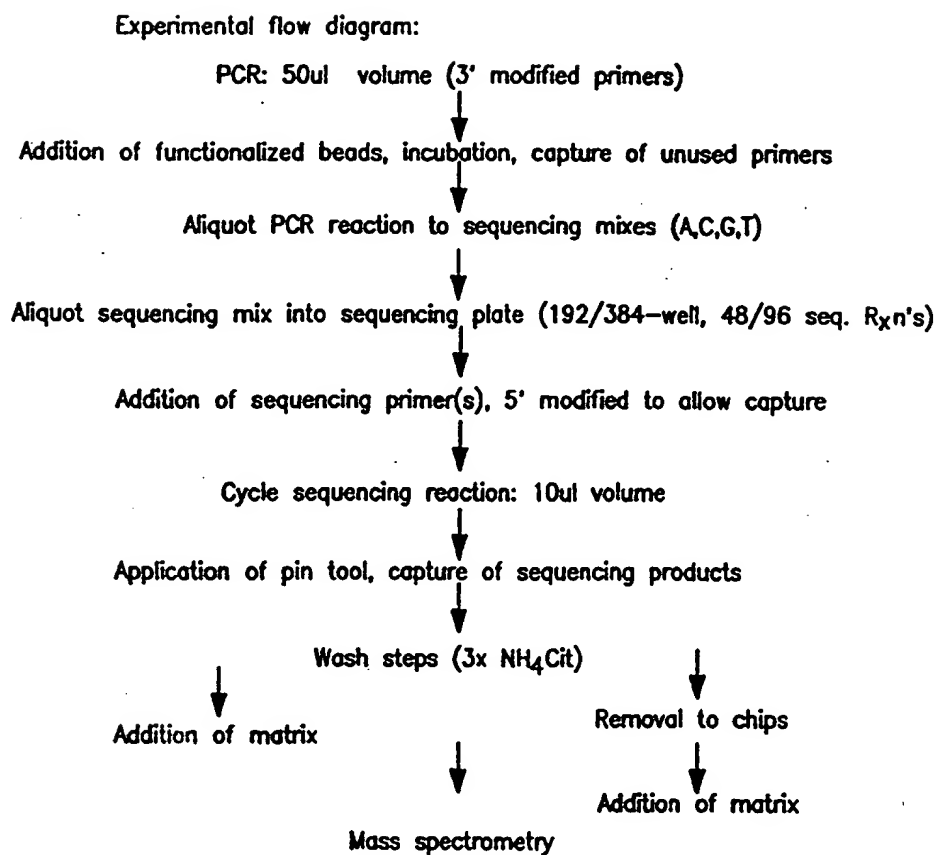 Experimental flow diagram:
PCR: 50ul volume (3' modified primers)
Addition of functionalized beads, incubation, capture of unused primers
Aliquot PCR reaction to sequencing mixes (A,C,G,T)
Aliquot sequencing mix into sequencing plate (192/384-well, 48/96 seq. Rxn's)
Addition of sequencing primer(s), 5' modified to allow capture
Cycle sequencing reaction: 10ul volume
Application of pin tool, capture of sequencing products
Wash steps (3x NH4Cit)
Addition of matrix
Removal to chips
Addition of matrix
Mass spectrometry